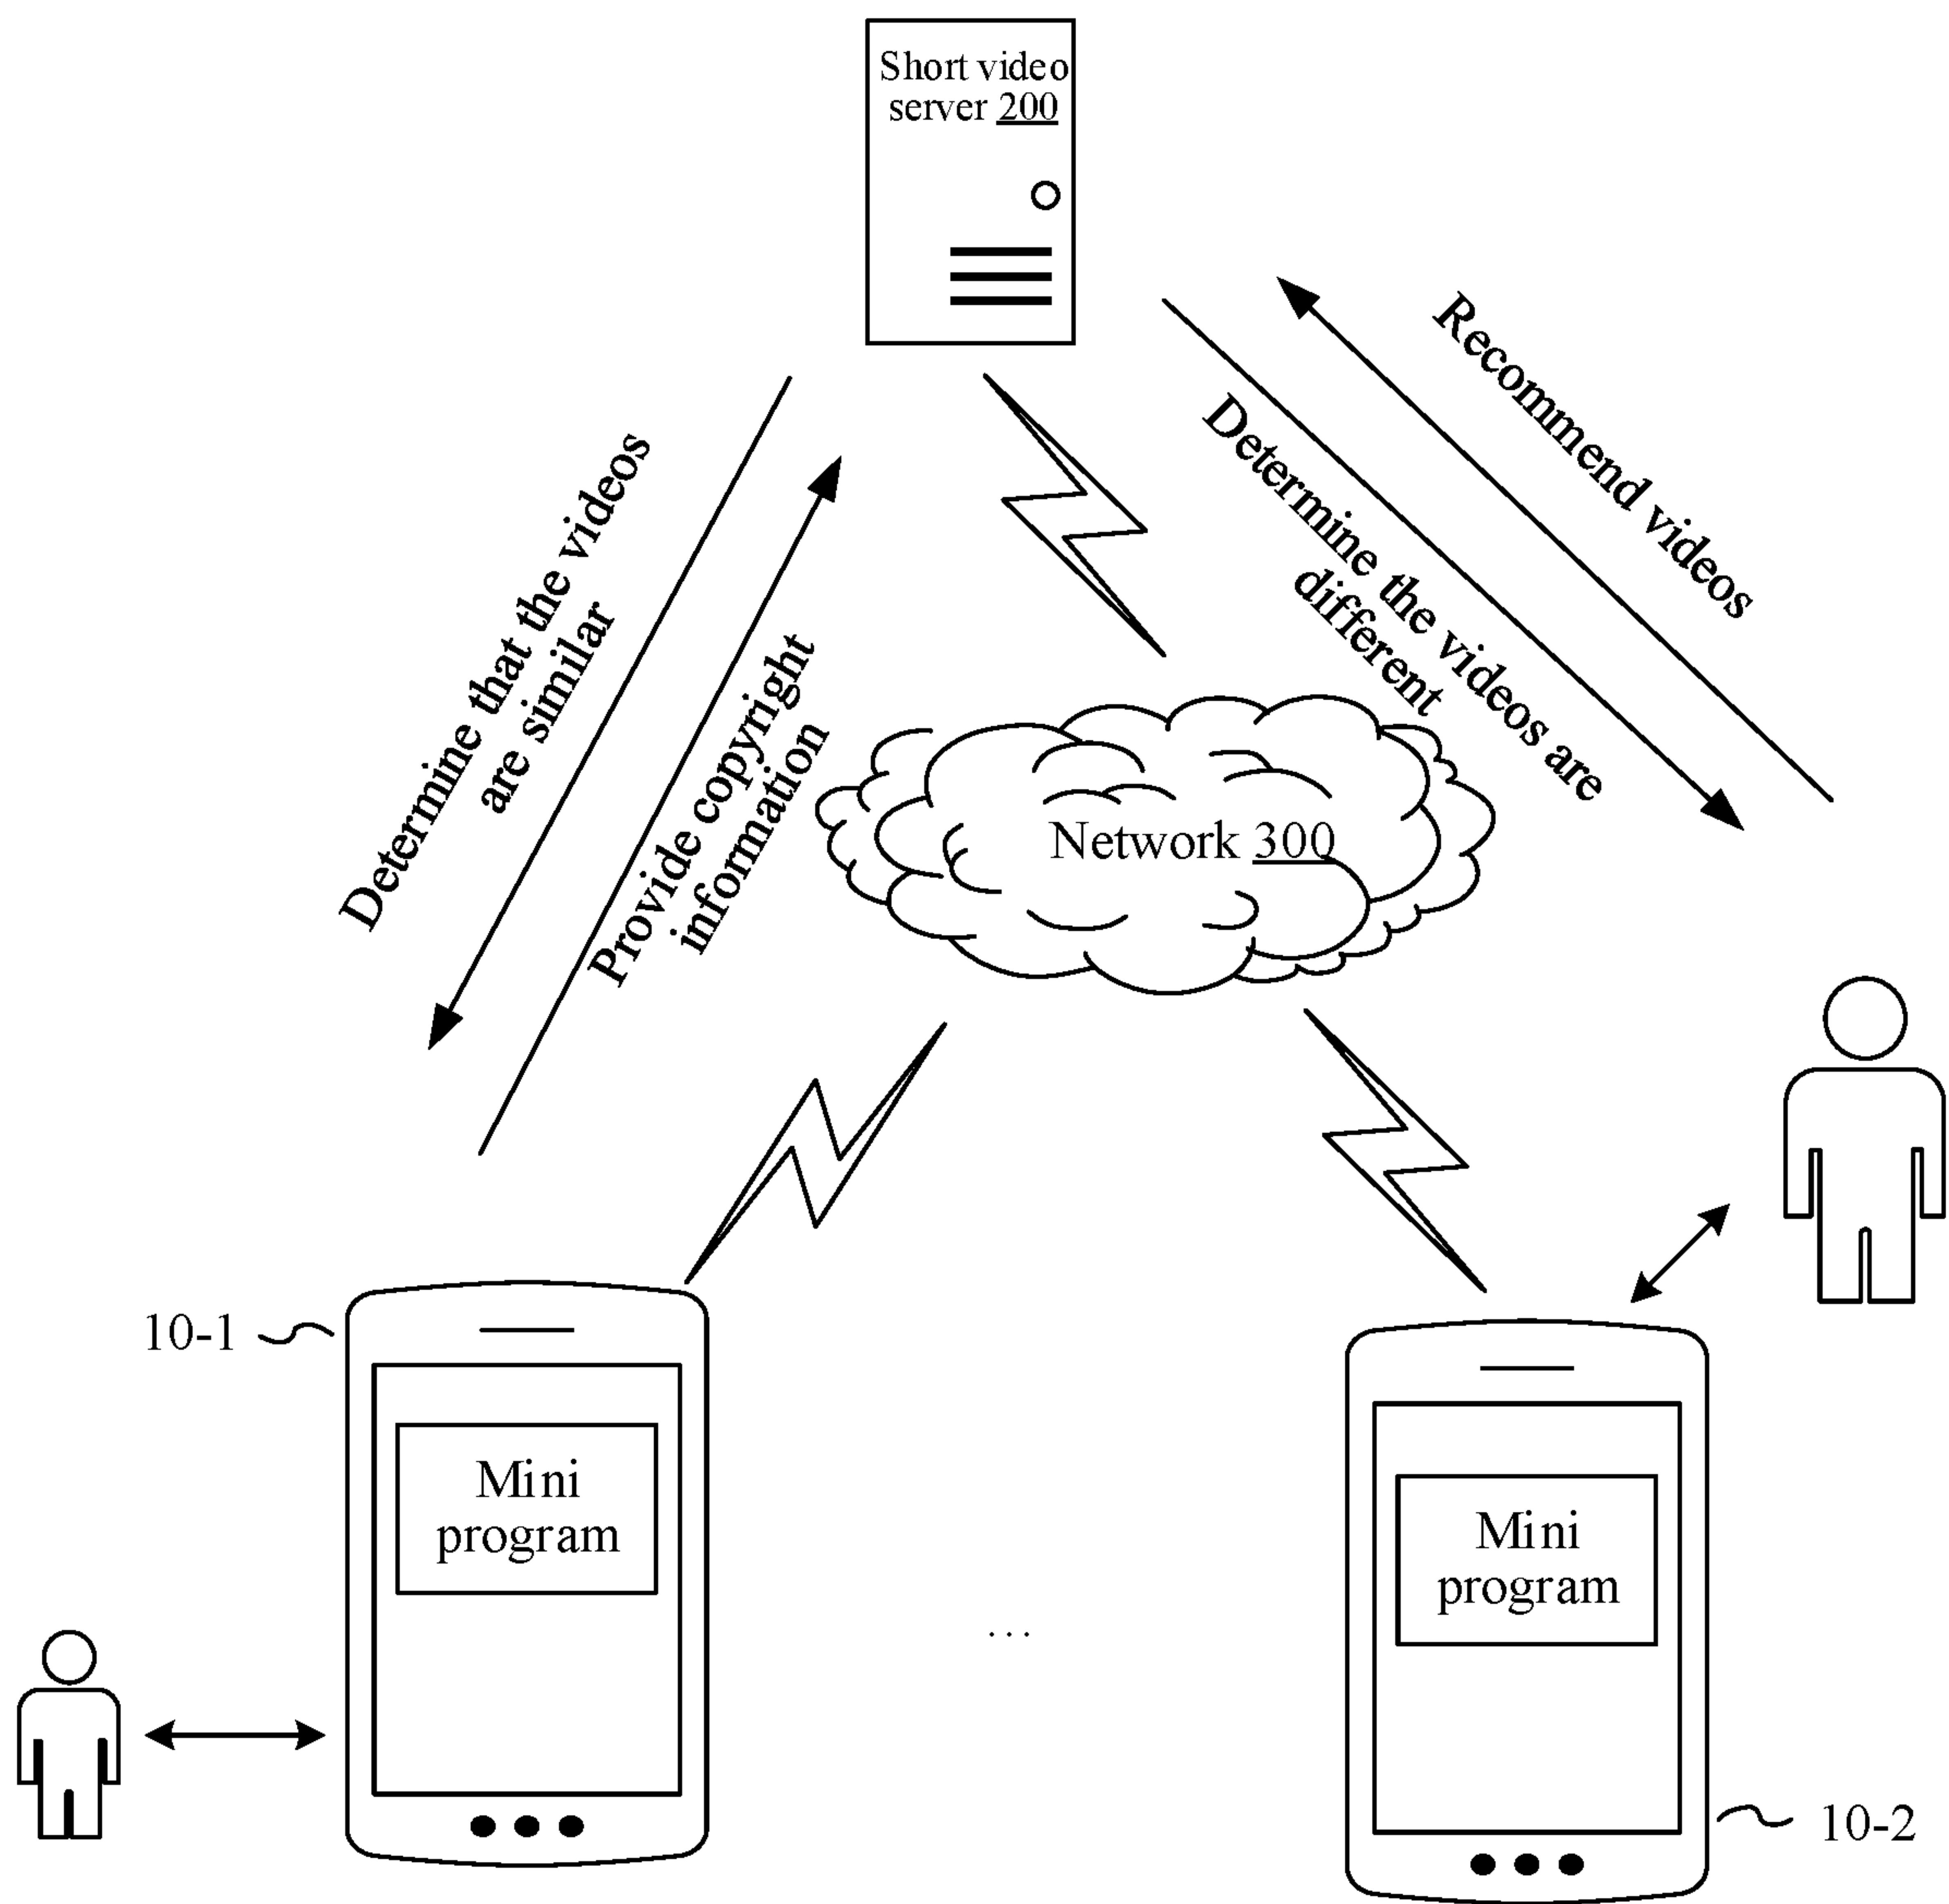 Short video
server 200
Recommend videos
Determine the videos are
different
Determine that the videos
are similar
Provide copyright
information
Network 300
10-1
Mini
program
Mini
program
...
10-2